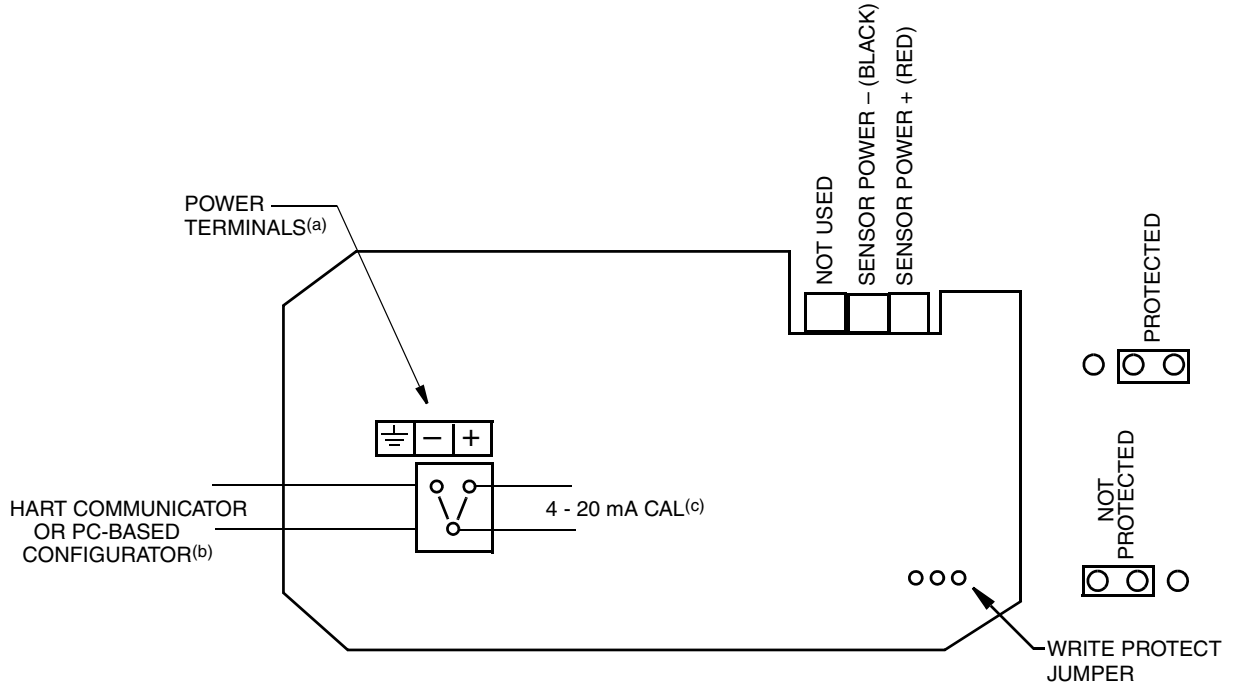 NOT USED
SENSOR POWER – (BLACK)
SENSOR POWER + (RED)
POWER
TERMINALS(a)
PROTECTED
– +
HART COMMUNICATOR
OR PC-BASED
CONFIGURATOR(b)
4 - 20 mA CAL(c)
NOT
PROTECTED
WRITE PROTECT
JUMPER